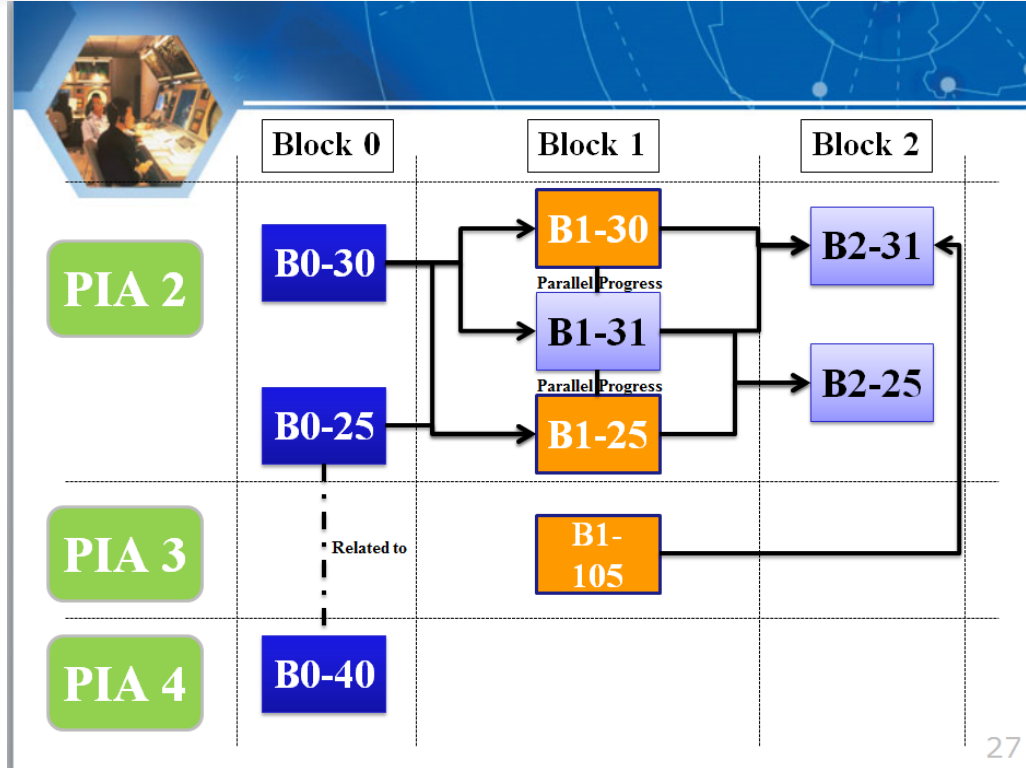 Block 0
Block 1
Block 2
PIA 2
B0-30
B1-30
B2-31
Parallel Progress
B1-31
B2-25
Parallel Progress
B0-25
B1-25
PIA 3
Related to
B1-
105
PIA 4
B0-40
27